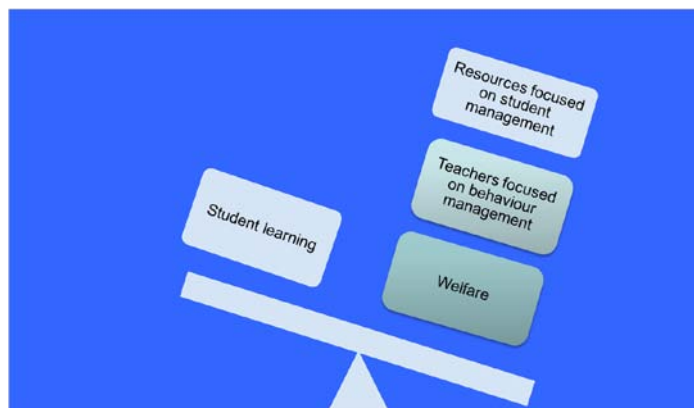 Resources focused
on student
management
Teachers focused
on behaviour
management
Student learning
Welfare